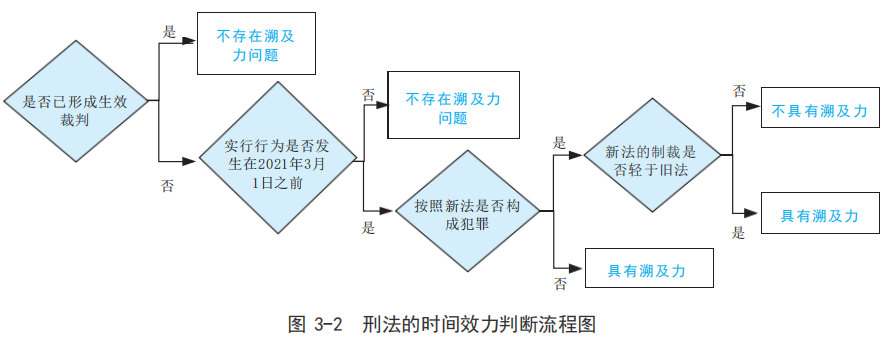 是
不存在溯及
力问题
是否已形成生效
裁判
否
否
不存在溯及力
问题
实行行为是否发
生在2021年3月
1日之前
是
按照新法是否构
成犯罪
是
新法的制裁是
否轻于旧法
否
不具有溯及力
具有溯及力
是
否
具有溯及力
图 3-2 刑法的时间效力判断流程图